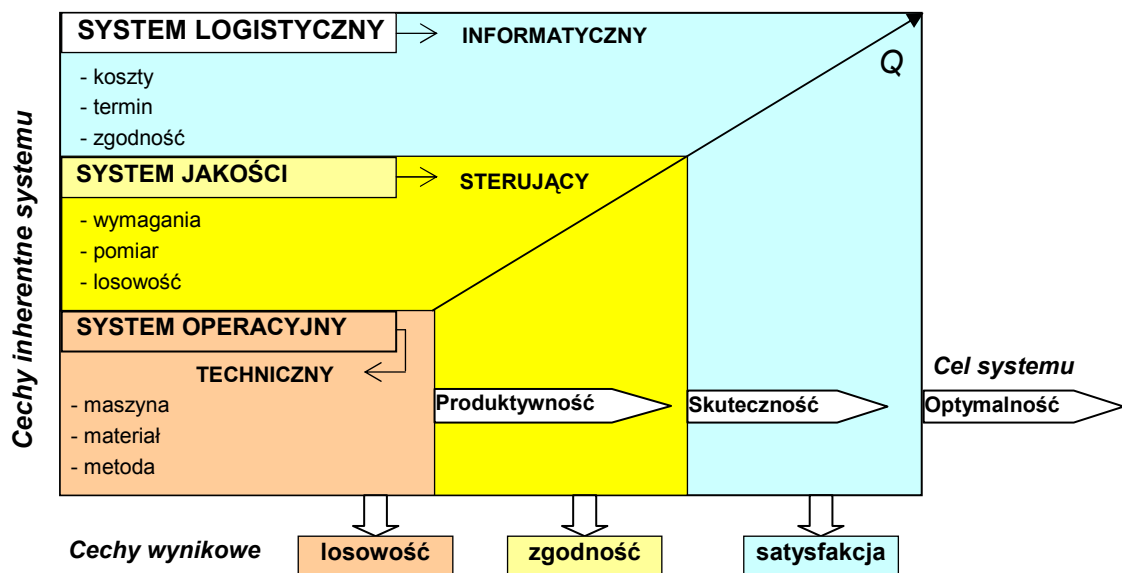 SYSTEM LOGISTYCZNY
INFORMATYCZNY
Q
- koszty
- termin
- zgodność
SYSTEM JAKOŚCI
STERUJĄCY
- wymagania
- pomiar
- losowość
SYSTEM OPERACYJNY
TECHNICZNY
- maszyna
- materiał
- metoda
Cechy inherentne systemu
Produktywność
Skuteczność
Cel systemu
Optymalność
Cechy wynikowe
losowość
zgodność
satysfakcja